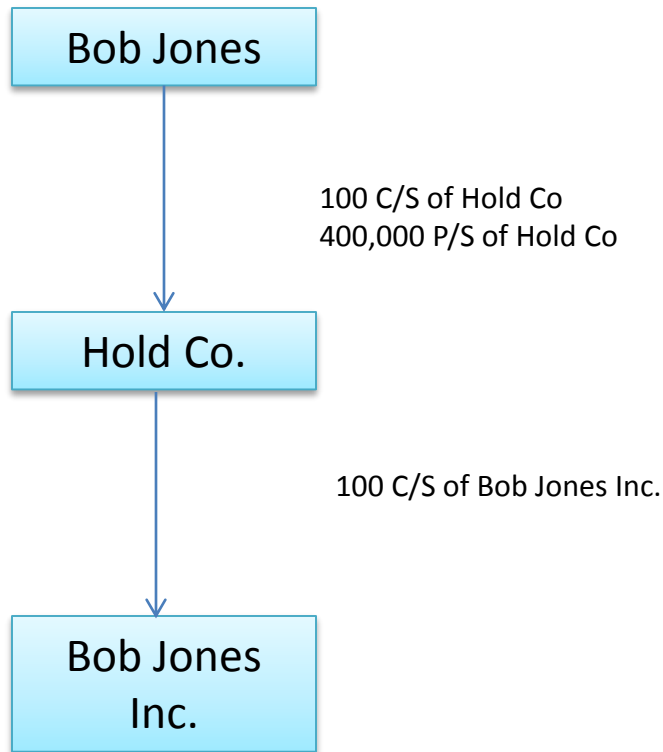 Bob Jones
100 C/S of Hold Co
400,000 P/S of Hold Co
Hold Co.
100 C/S of Bob Jones Inc.
Bob Jones
Inc.